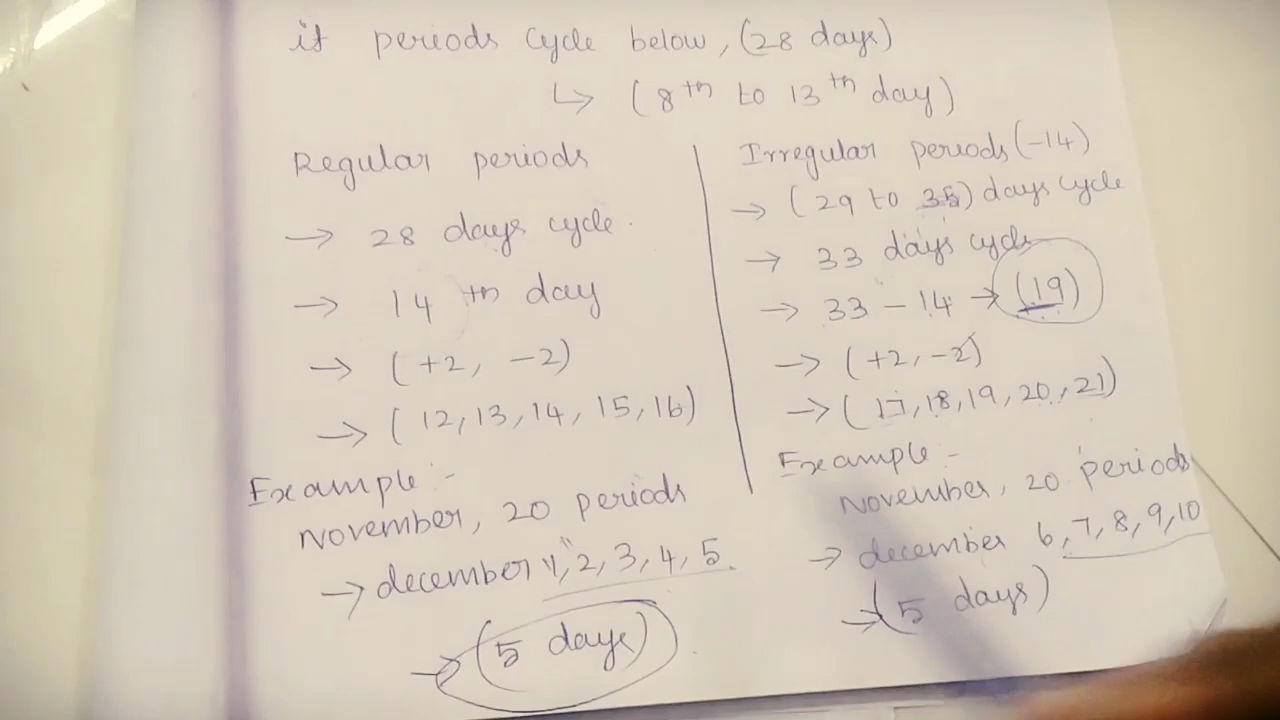 if periods cycle below, (28 days)
↳ (8th to 13th day)
Regular periods
→ 28 days cycle.
→ 14th day
→ (+2, -2)
→ (12, 13, 14, 15, 16)
Example :-
November, 20 periods
→ december 1, 2, 3, 4, 5.
→ (5 days)
Irregular periods (-14)
→ (29 to 35) days cycle
→ 33 days cycle
→ 33 - 14 → (19)
→ (+2, -2)
→ (17, 18, 19, 20, 21)
Example :-
November, 20 periods
→ december 6, 7, 8, 9, 10
→ (5 days)